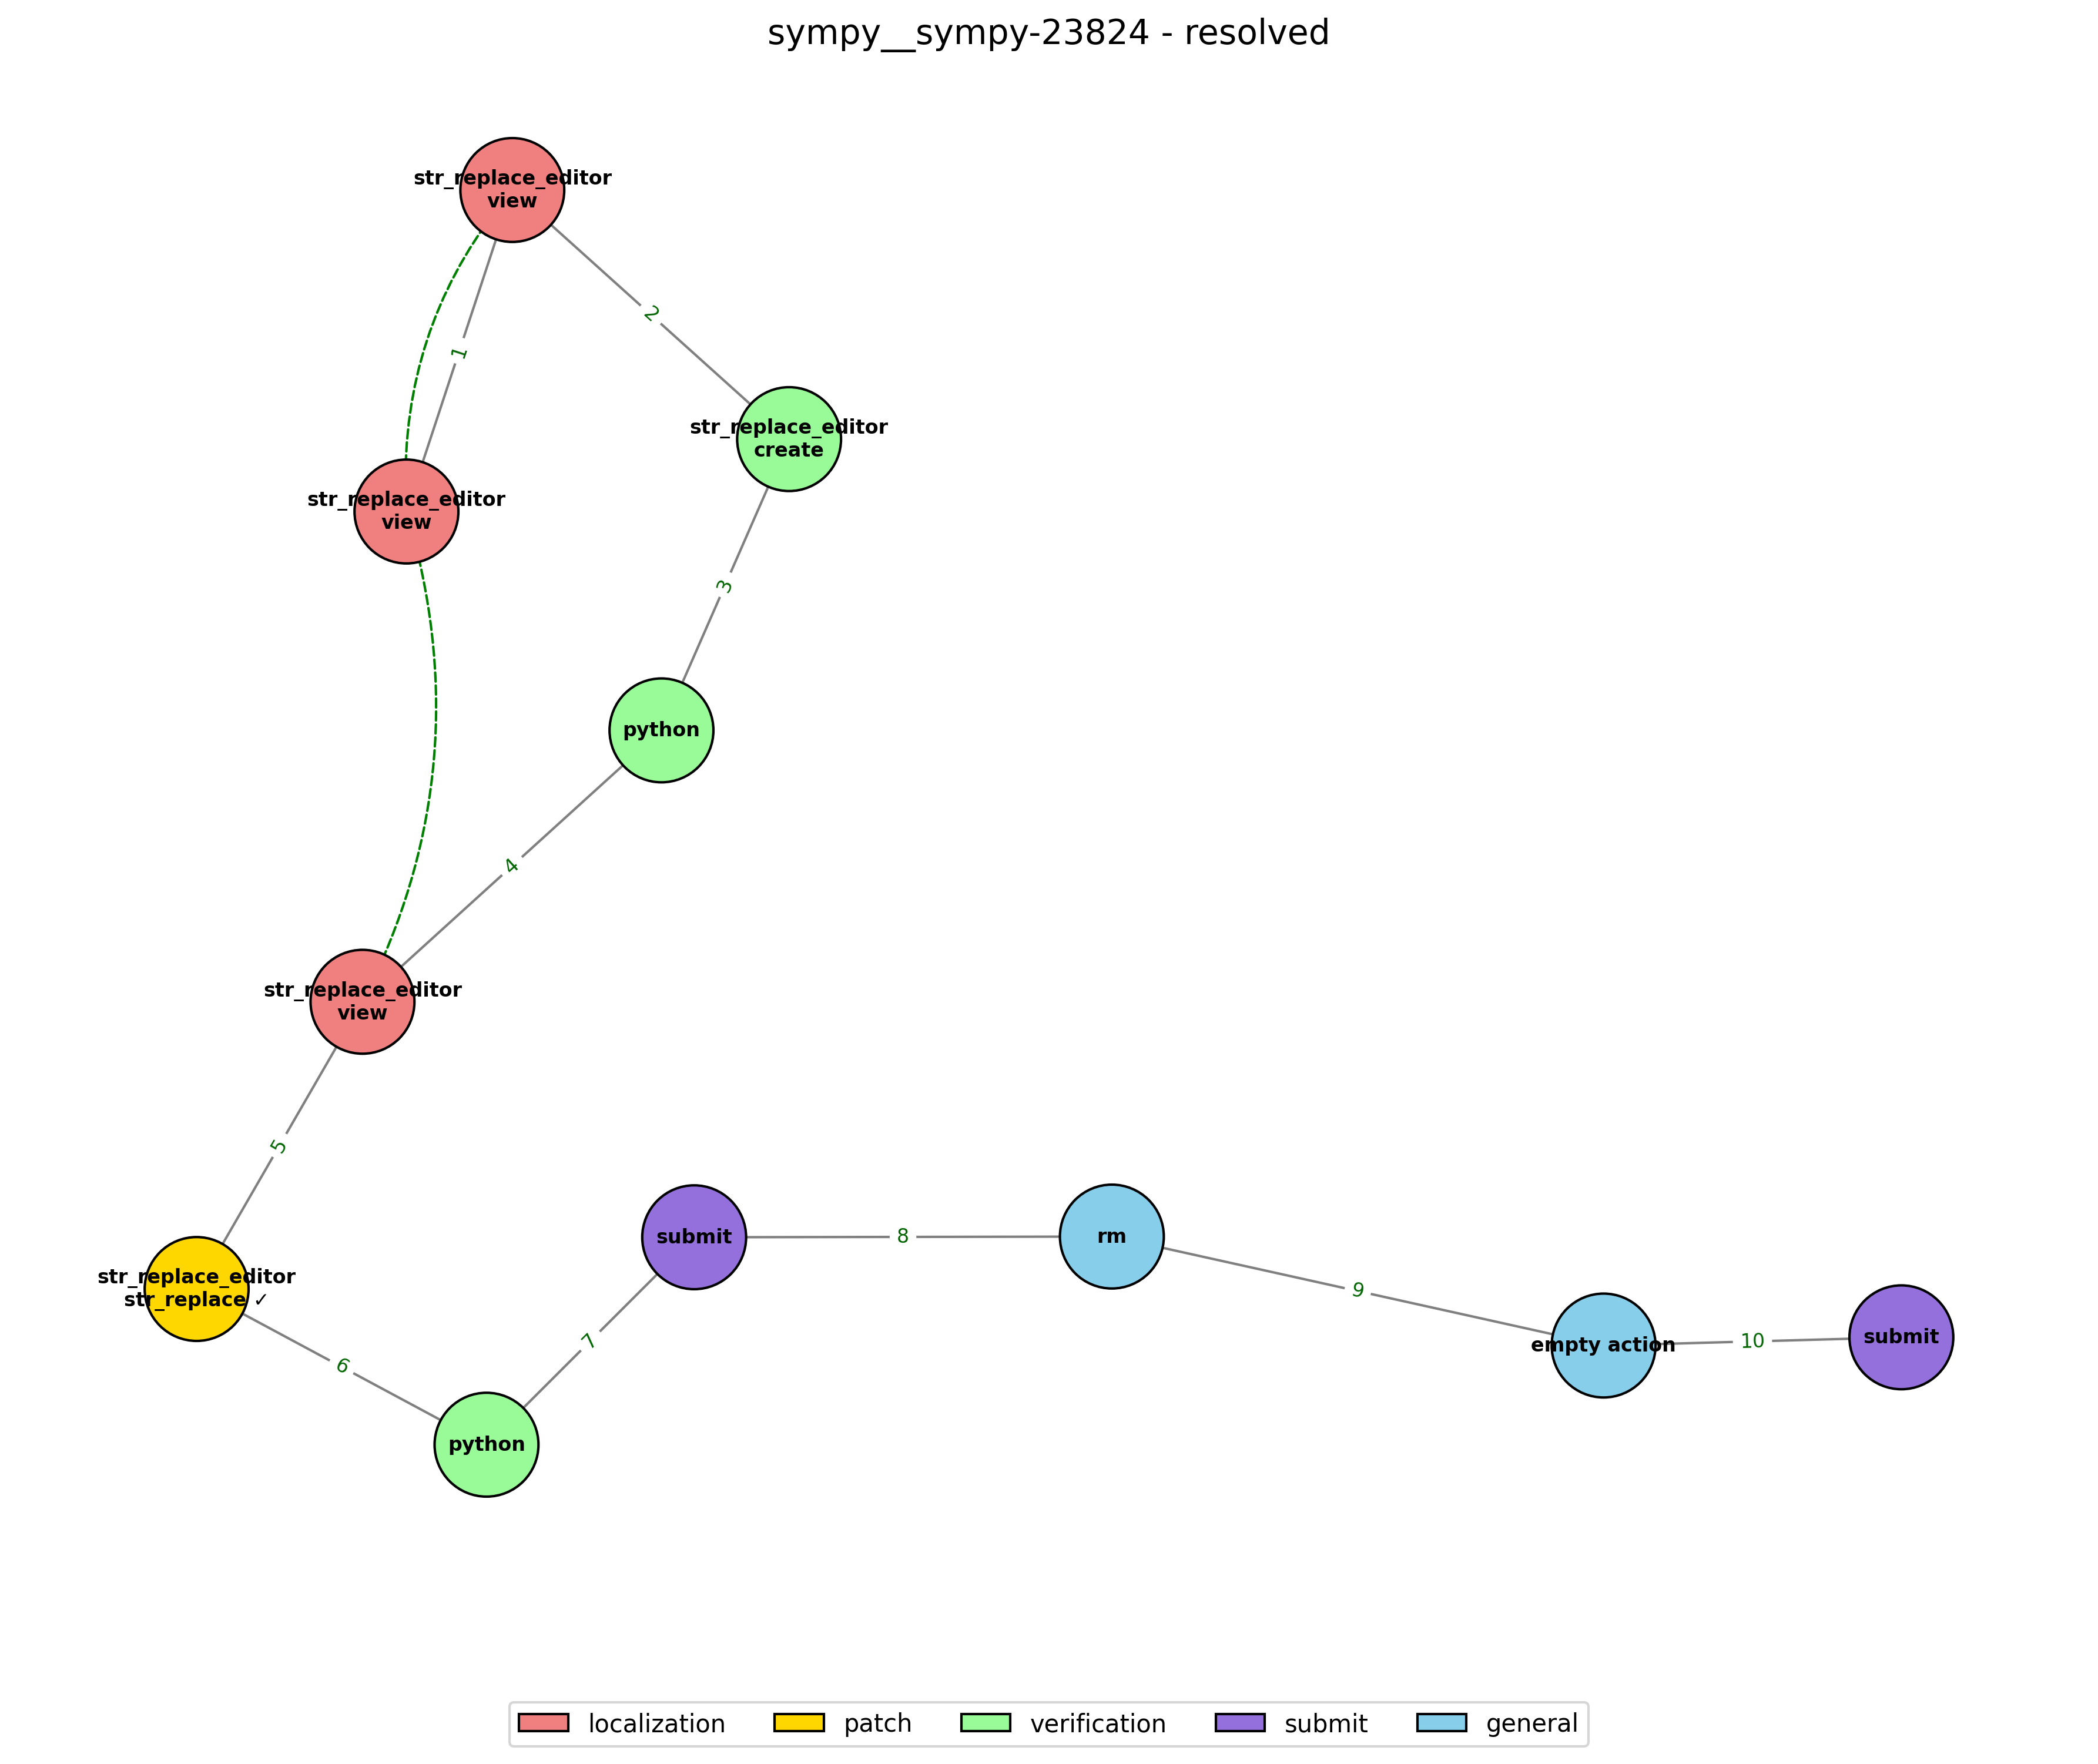 sympy__sympy-23824 - resolved
str_replace_editor
view
1
2
str_replace_editor
create
str_replace_editor
view
3
python
4
str_replace_editor
view
5
str_replace_editor
str_replace ✓
6
python
7
submit
8
rm
9
empty action
10
submit
localization
patch
verification
submit
general